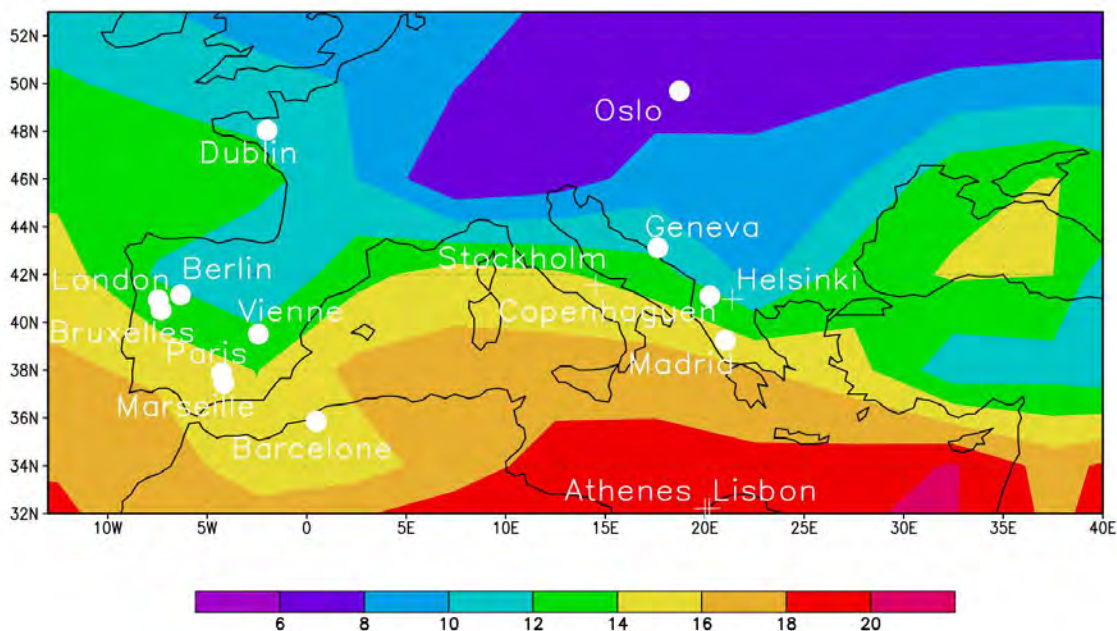 52N
50N
Oslo
48N
Dublin
46N
44N
Geneva
Stockholm
42N
London
Berlin
Helsinki
Copenhaguen
40N
Bruxelles
Vienne
Paris
Madrid
38N
Marseille
36N
Barcelone
34N
Athenes Lisbon
32N
10W 5W 0 5E 10E 15E 20E 25E 30E 35E 40E
6 8 10 12 14 16 18 20